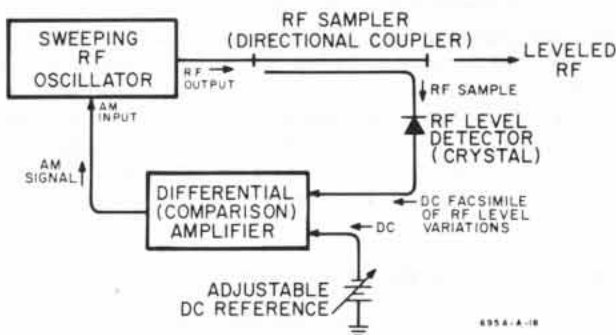 SWEEPING
RF
OSCILLATOR
RF
OUTPUT
RF SAMPLER
(DIRECTIONAL COUPLER)
LEVELED
RF
RF SAMPLE
RF LEVEL
DETECTOR
(CRYSTAL)
AM
INPUT
AM
SIGNAL
DIFFERENTIAL
(COMPARISON)
AMPLIFIER
DC FACSIMILE
OF RF LEVEL
VARIATIONS
DC
ADJUSTABLE
DC REFERENCE
695A-A-18